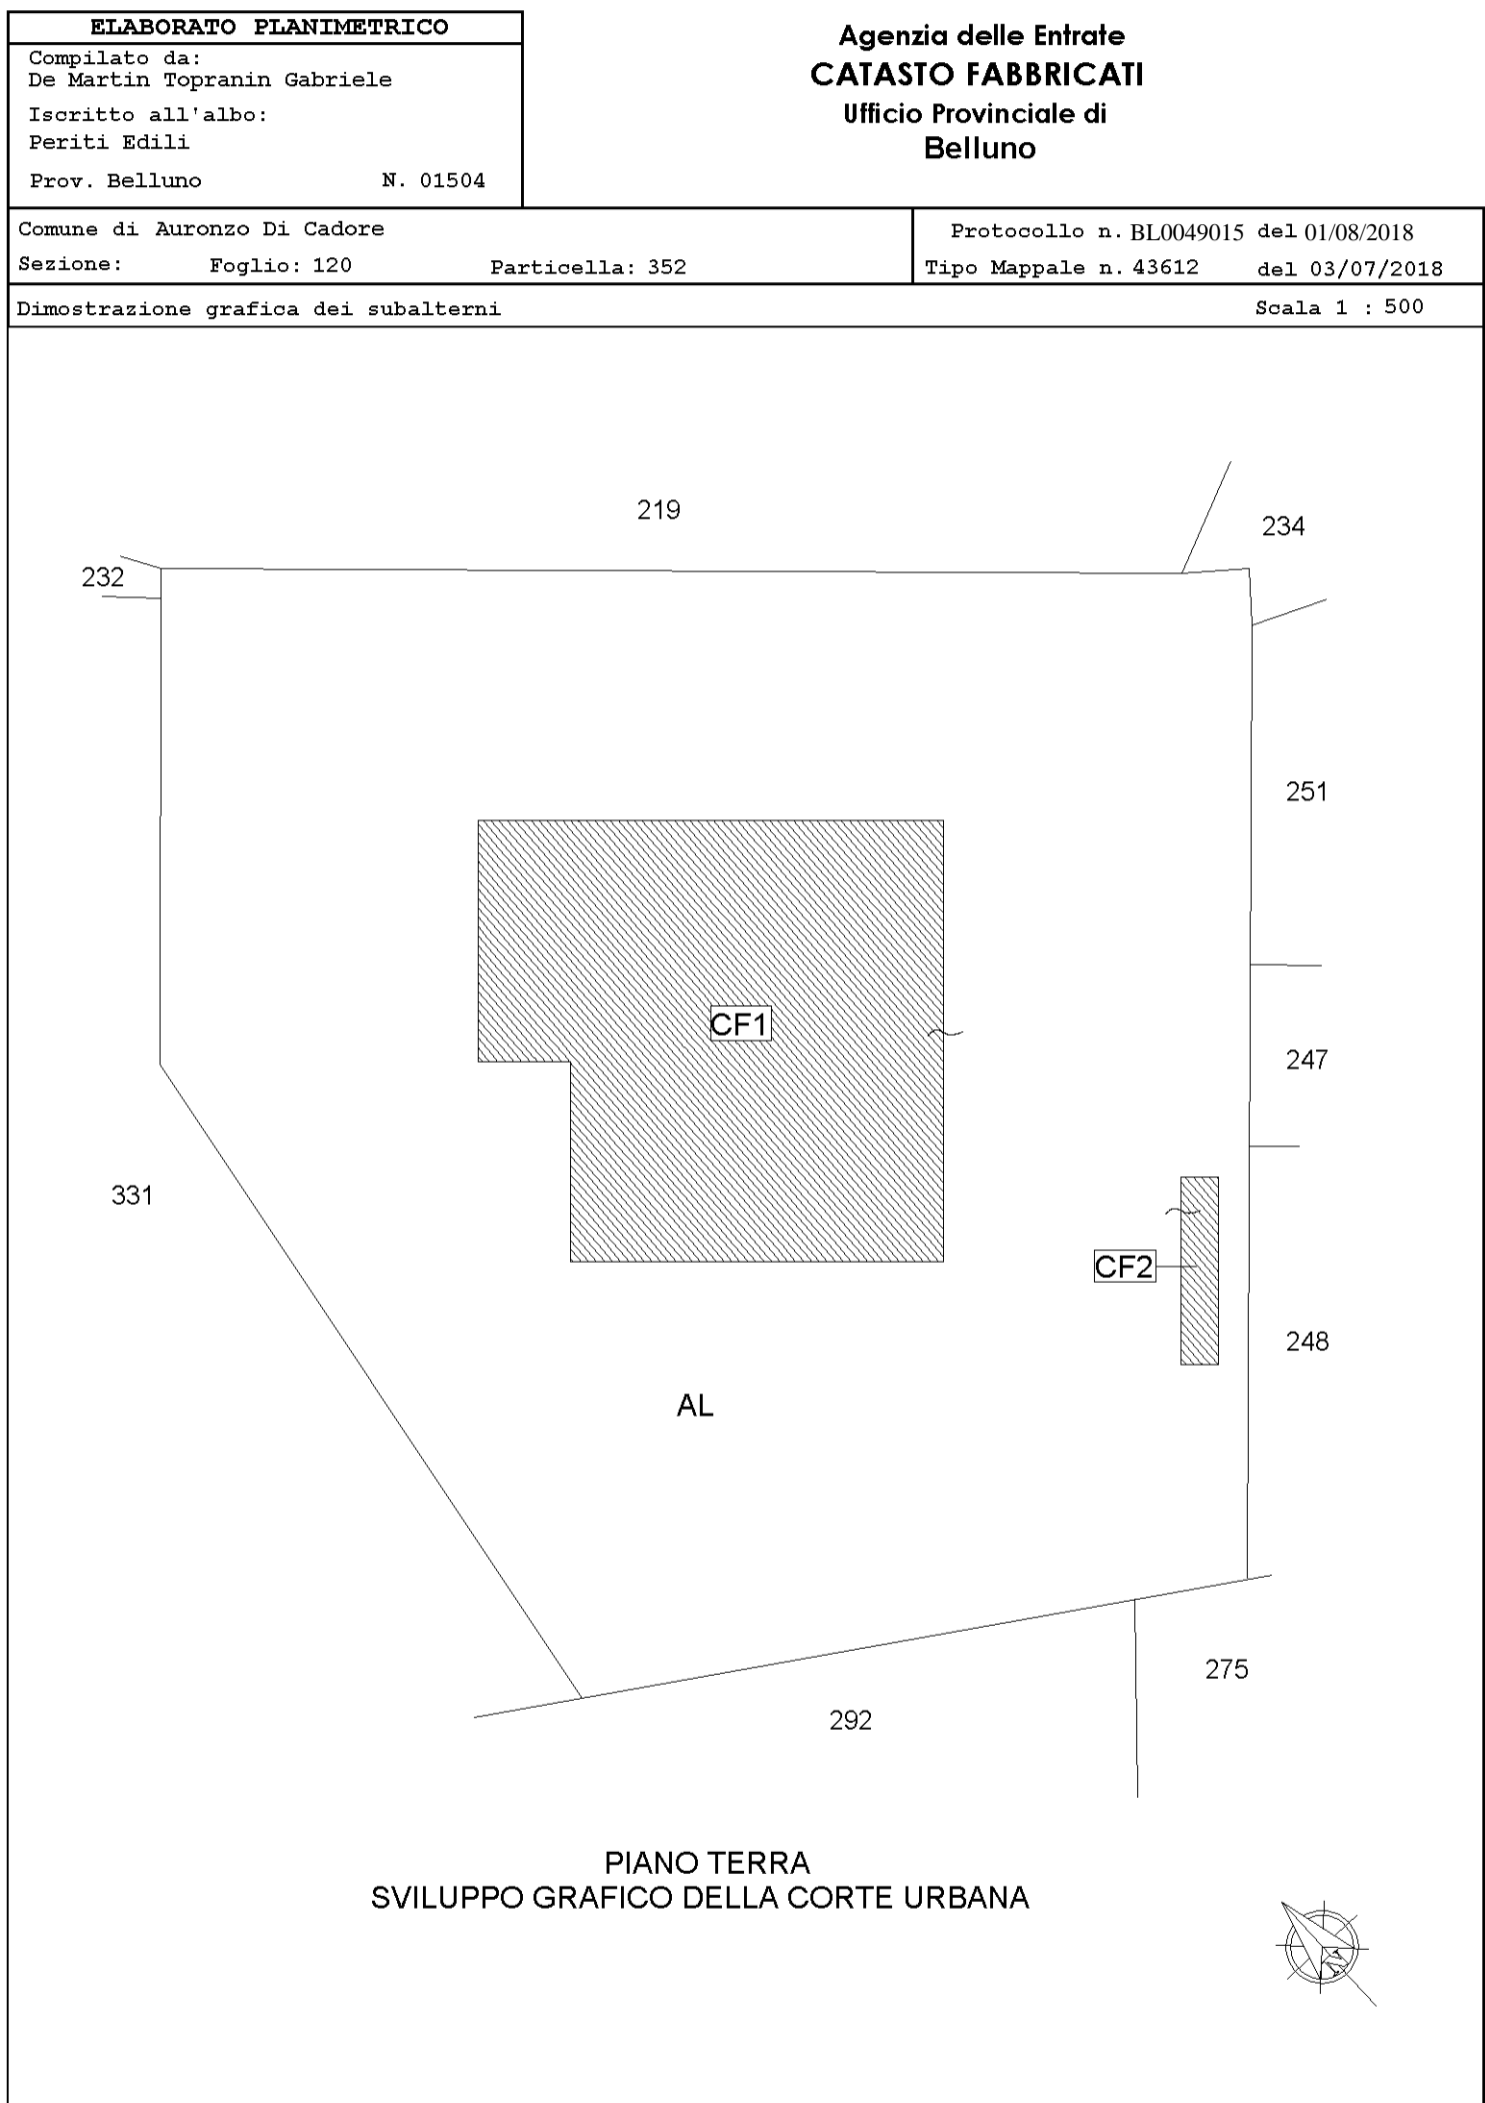 ELABORATO PLANIMETRICO
Compilato da:
De Martin Topranin Gabriele
Iscritto all'albo:
Periti Edili
Prov. Belluno N. 01504
Agenzia delle Entrate
CATASTO FABBRICATI
Ufficio Provinciale di
Belluno
Comune di Auronzo Di Cadore
Sezione: Foglio: 120 Particella: 352
Protocollo n. BL0049015 del 01/08/2018
Tipo Mappale n. 43612 del 03/07/2018
Dimostrazione grafica dei subalterni Scala 1 : 500
219
234
232
251
CF1
247
331
CF2
248
AL
275
292
PIANO TERRA
SVILUPPO GRAFICO DELLA CORTE URBANA
N